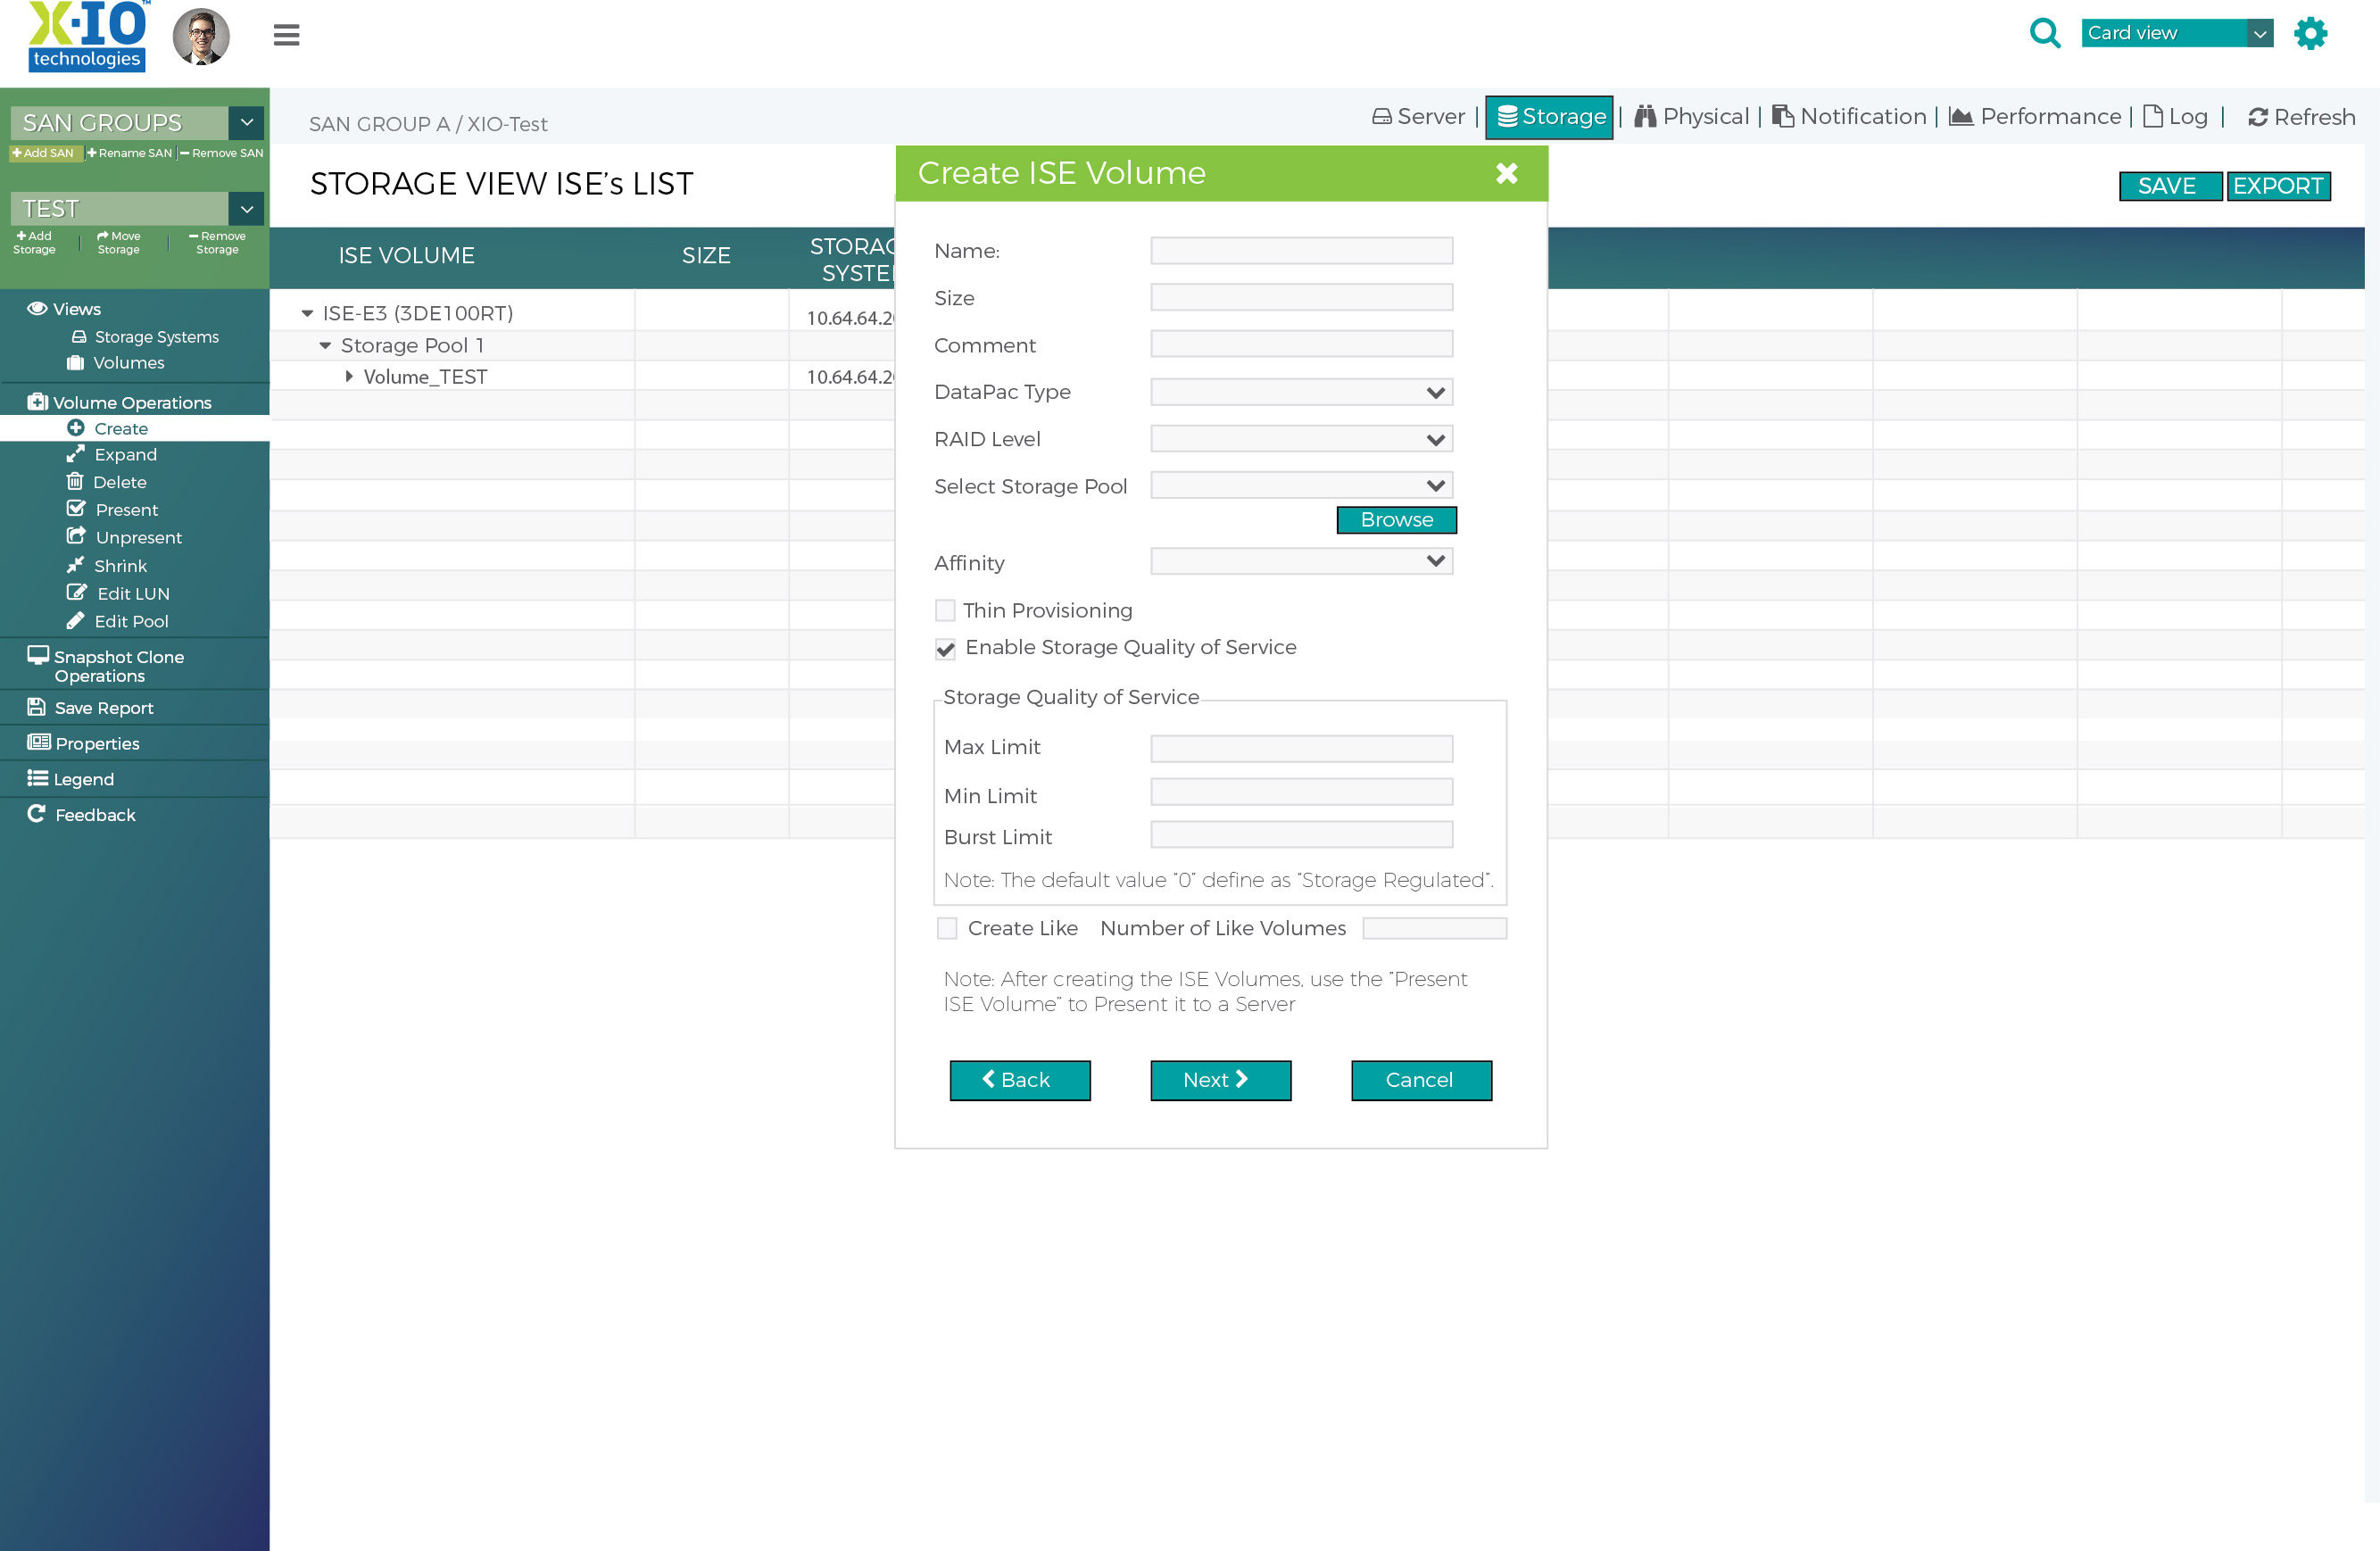 X-IO™
technologies
Card view
SAN GROUPS
Add SAN | Rename SAN | Remove SAN
TEST
Add Storage | Move Storage | Remove Storage
Views
Storage Systems
Volumes
Volume Operations
Create
Expand
Delete
Present
Unpresent
Shrink
Edit LUN
Edit Pool
Snapshot Clone
Operations
Save Report
Properties
Legend
Feedback
SAN GROUP A / XIO-Test
Server | Storage | Physical | Notification | Performance | Log | Refresh
STORAGE VIEW ISE’s LIST
SAVE EXPORT
ISE VOLUME SIZE
ISE-E3 (3DE100RT) 10.64.64.2
Storage Pool 1
Volume_TEST 10.64.64.2
Create ISE Volume
Name:
Size
Comment
DataPac Type
RAID Level
Select Storage Pool
Browse
Affinity
Thin Provisioning
Enable Storage Quality of Service
Storage Quality of Service
Max Limit
Min Limit
Burst Limit
Note: The default value “0” define as “Storage Regulated”.
Create Like Number of Like Volumes
Note: After creating the ISE Volumes, use the “Present
ISE Volume” to Present it to a Server
Back
Next
Cancel